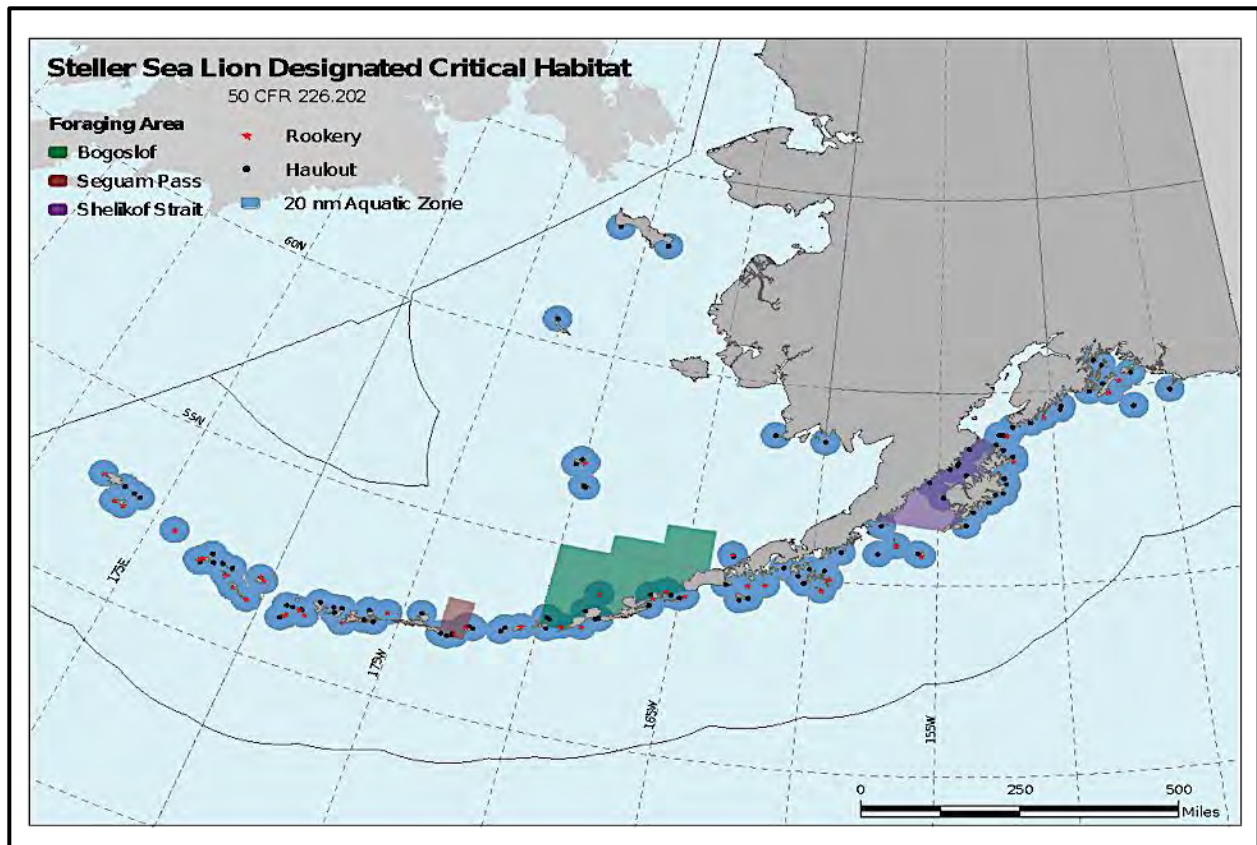 Steller Sea Lion Designated Critical Habitat
50 CFR 226.202
Foraging Area
Bogoslof
Seguam Pass
Shelikof Strait
Rookery
Haulout
20 nm Aquatic Zone
60N
55N
175E
175W
165W
155W
0 250 500
Miles